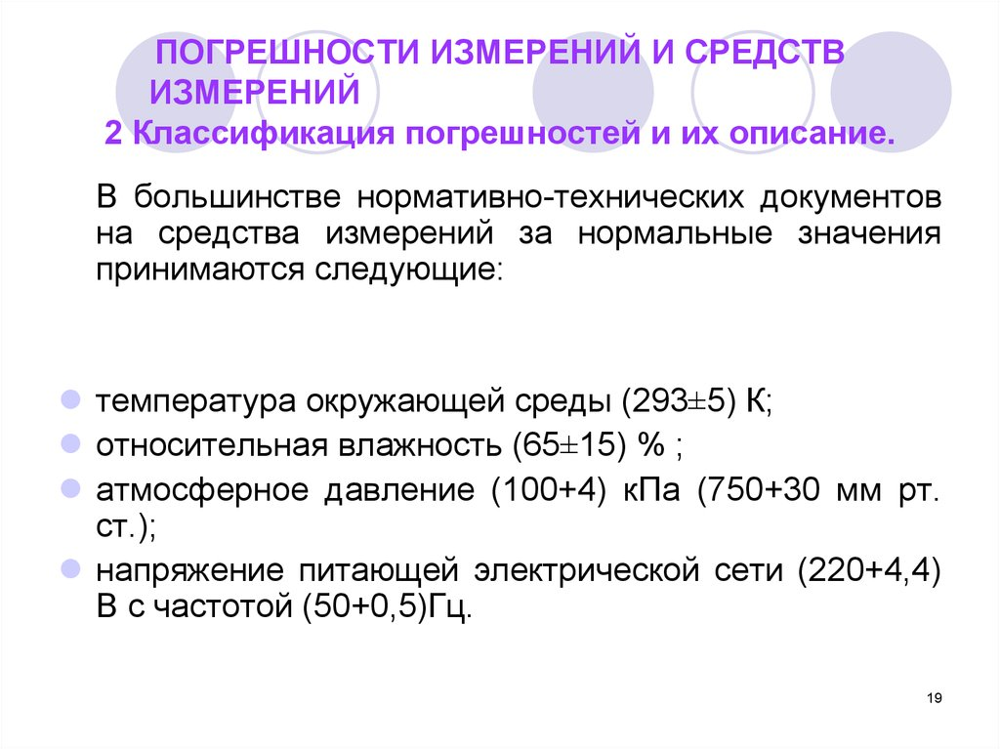 ПОГРЕШНОСТИ ИЗМЕРЕНИЙ И СРЕДСТВ
ИЗМЕРЕНИЙ
2 Классификация погрешностей и их описание.
В большинстве нормативно-технических документов
на средства измерений за нормальные значения
принимаются следующие:
температура окружающей среды (293±5) К;
относительная влажность (65±15) % ;
атмосферное давление (100+4) кПа (750+30 мм рт.
ст.);
напряжение питающей электрической сети (220+4,4)
В с частотой (50+0,5)Гц.
19